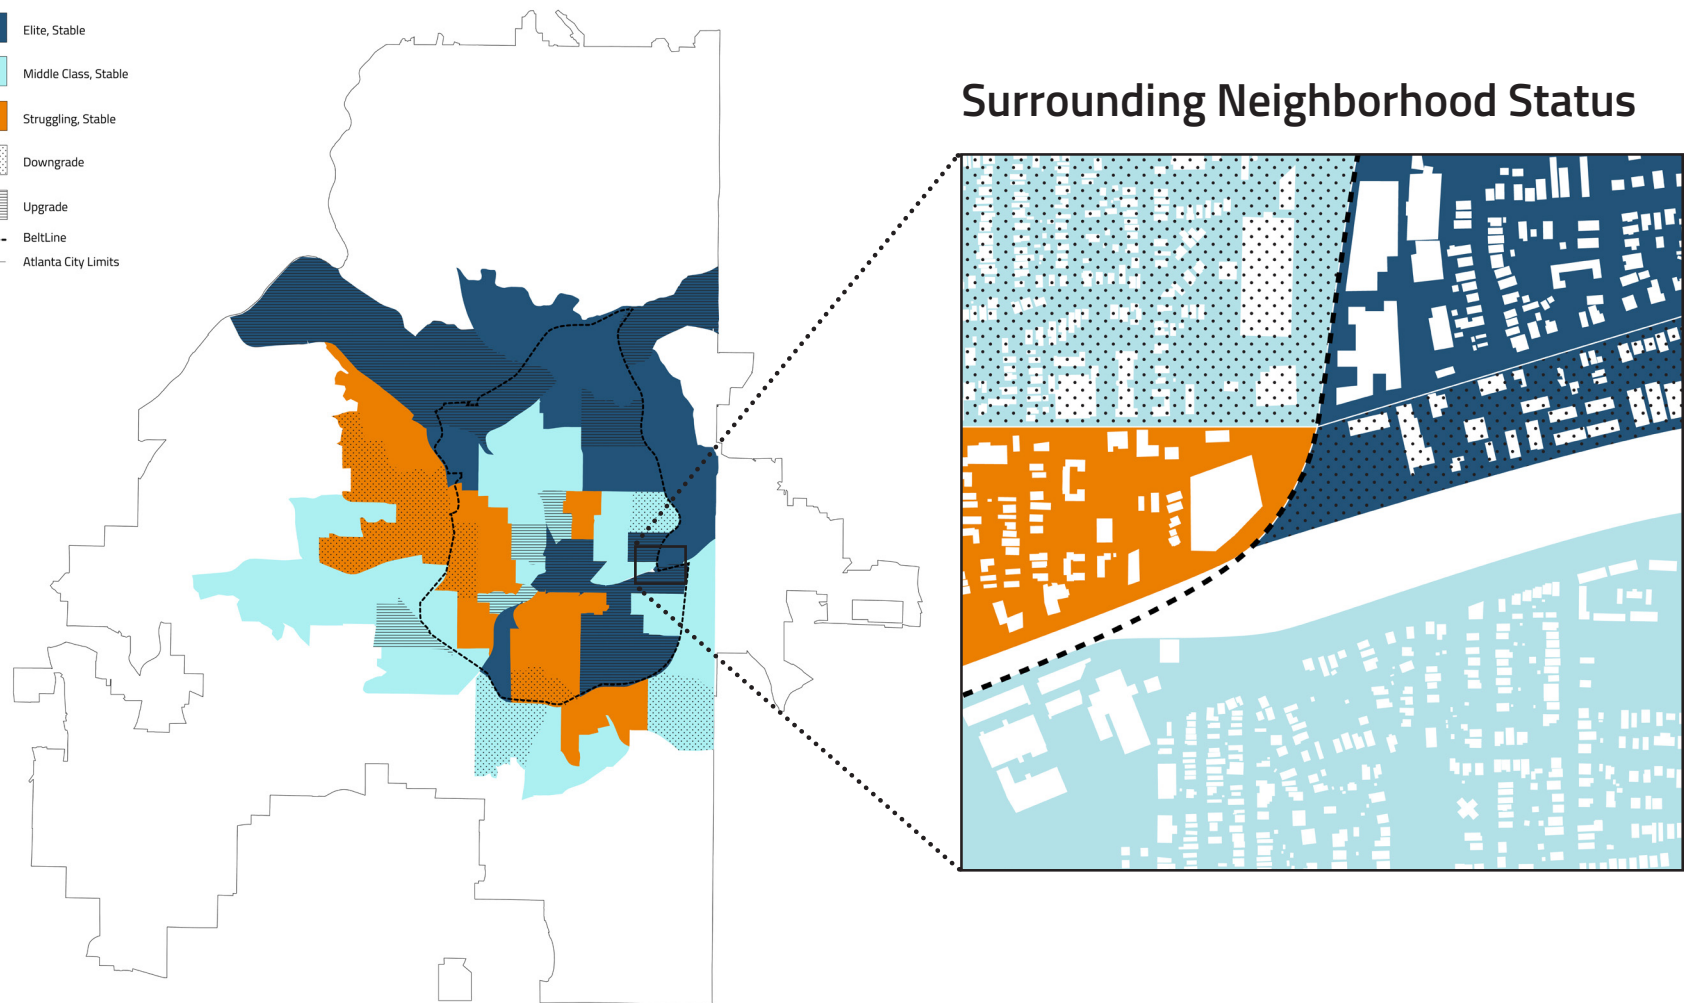 Elite, Stable
Middle Class, Stable
Struggling, Stable
Downgrade
Upgrade
BeltLine
Atlanta City Limits
Surrounding Neighborhood Status